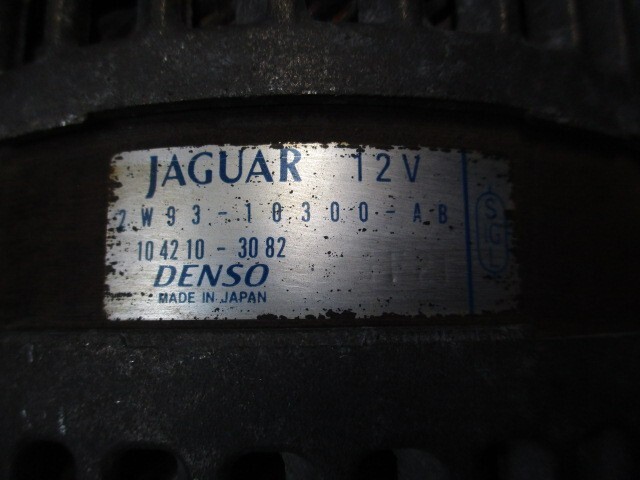 JAGUAR 12V
2W93-10300-AB
104210-3082
DENSO
MADE IN JAPAN